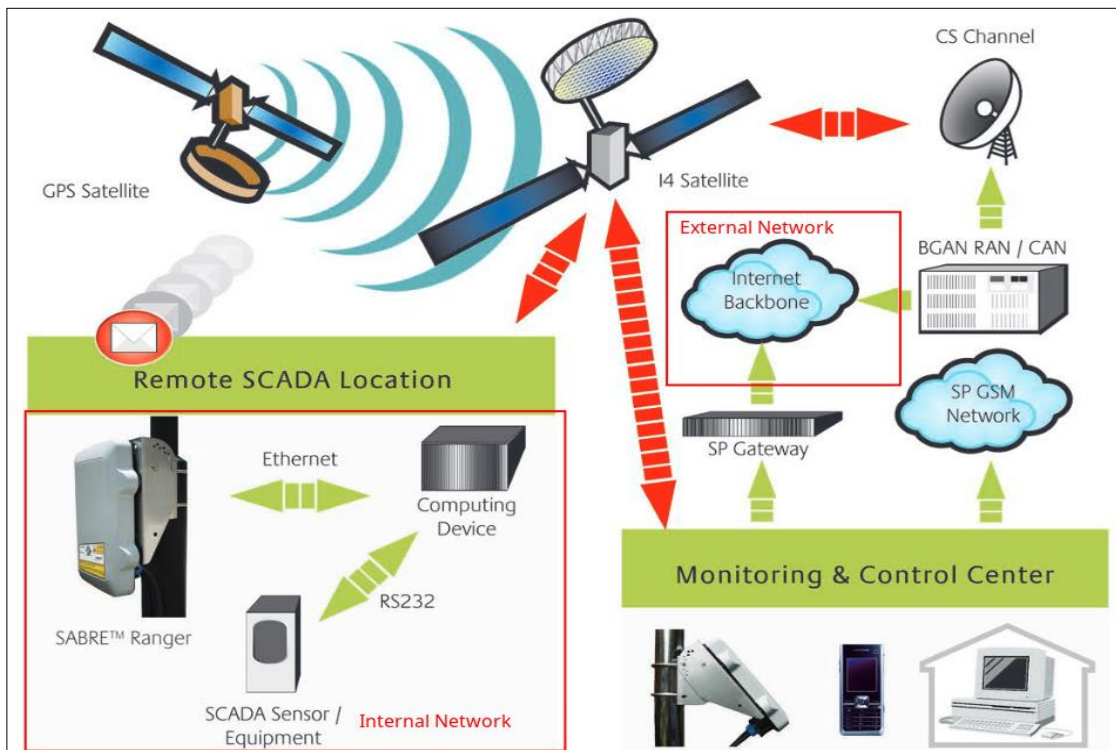 CS Channel
GPS Satellite
I4 Satellite
External Network
BGAN RAN / CAN
Internet
Backbone
Remote SCADA Location
SP GSM
Network
Ethernet
SP Gateway
Computing
Device
Monitoring & Control Center
RS232
SABRE™ Ranger
SCADA Sensor /
Equipment
Internal Network